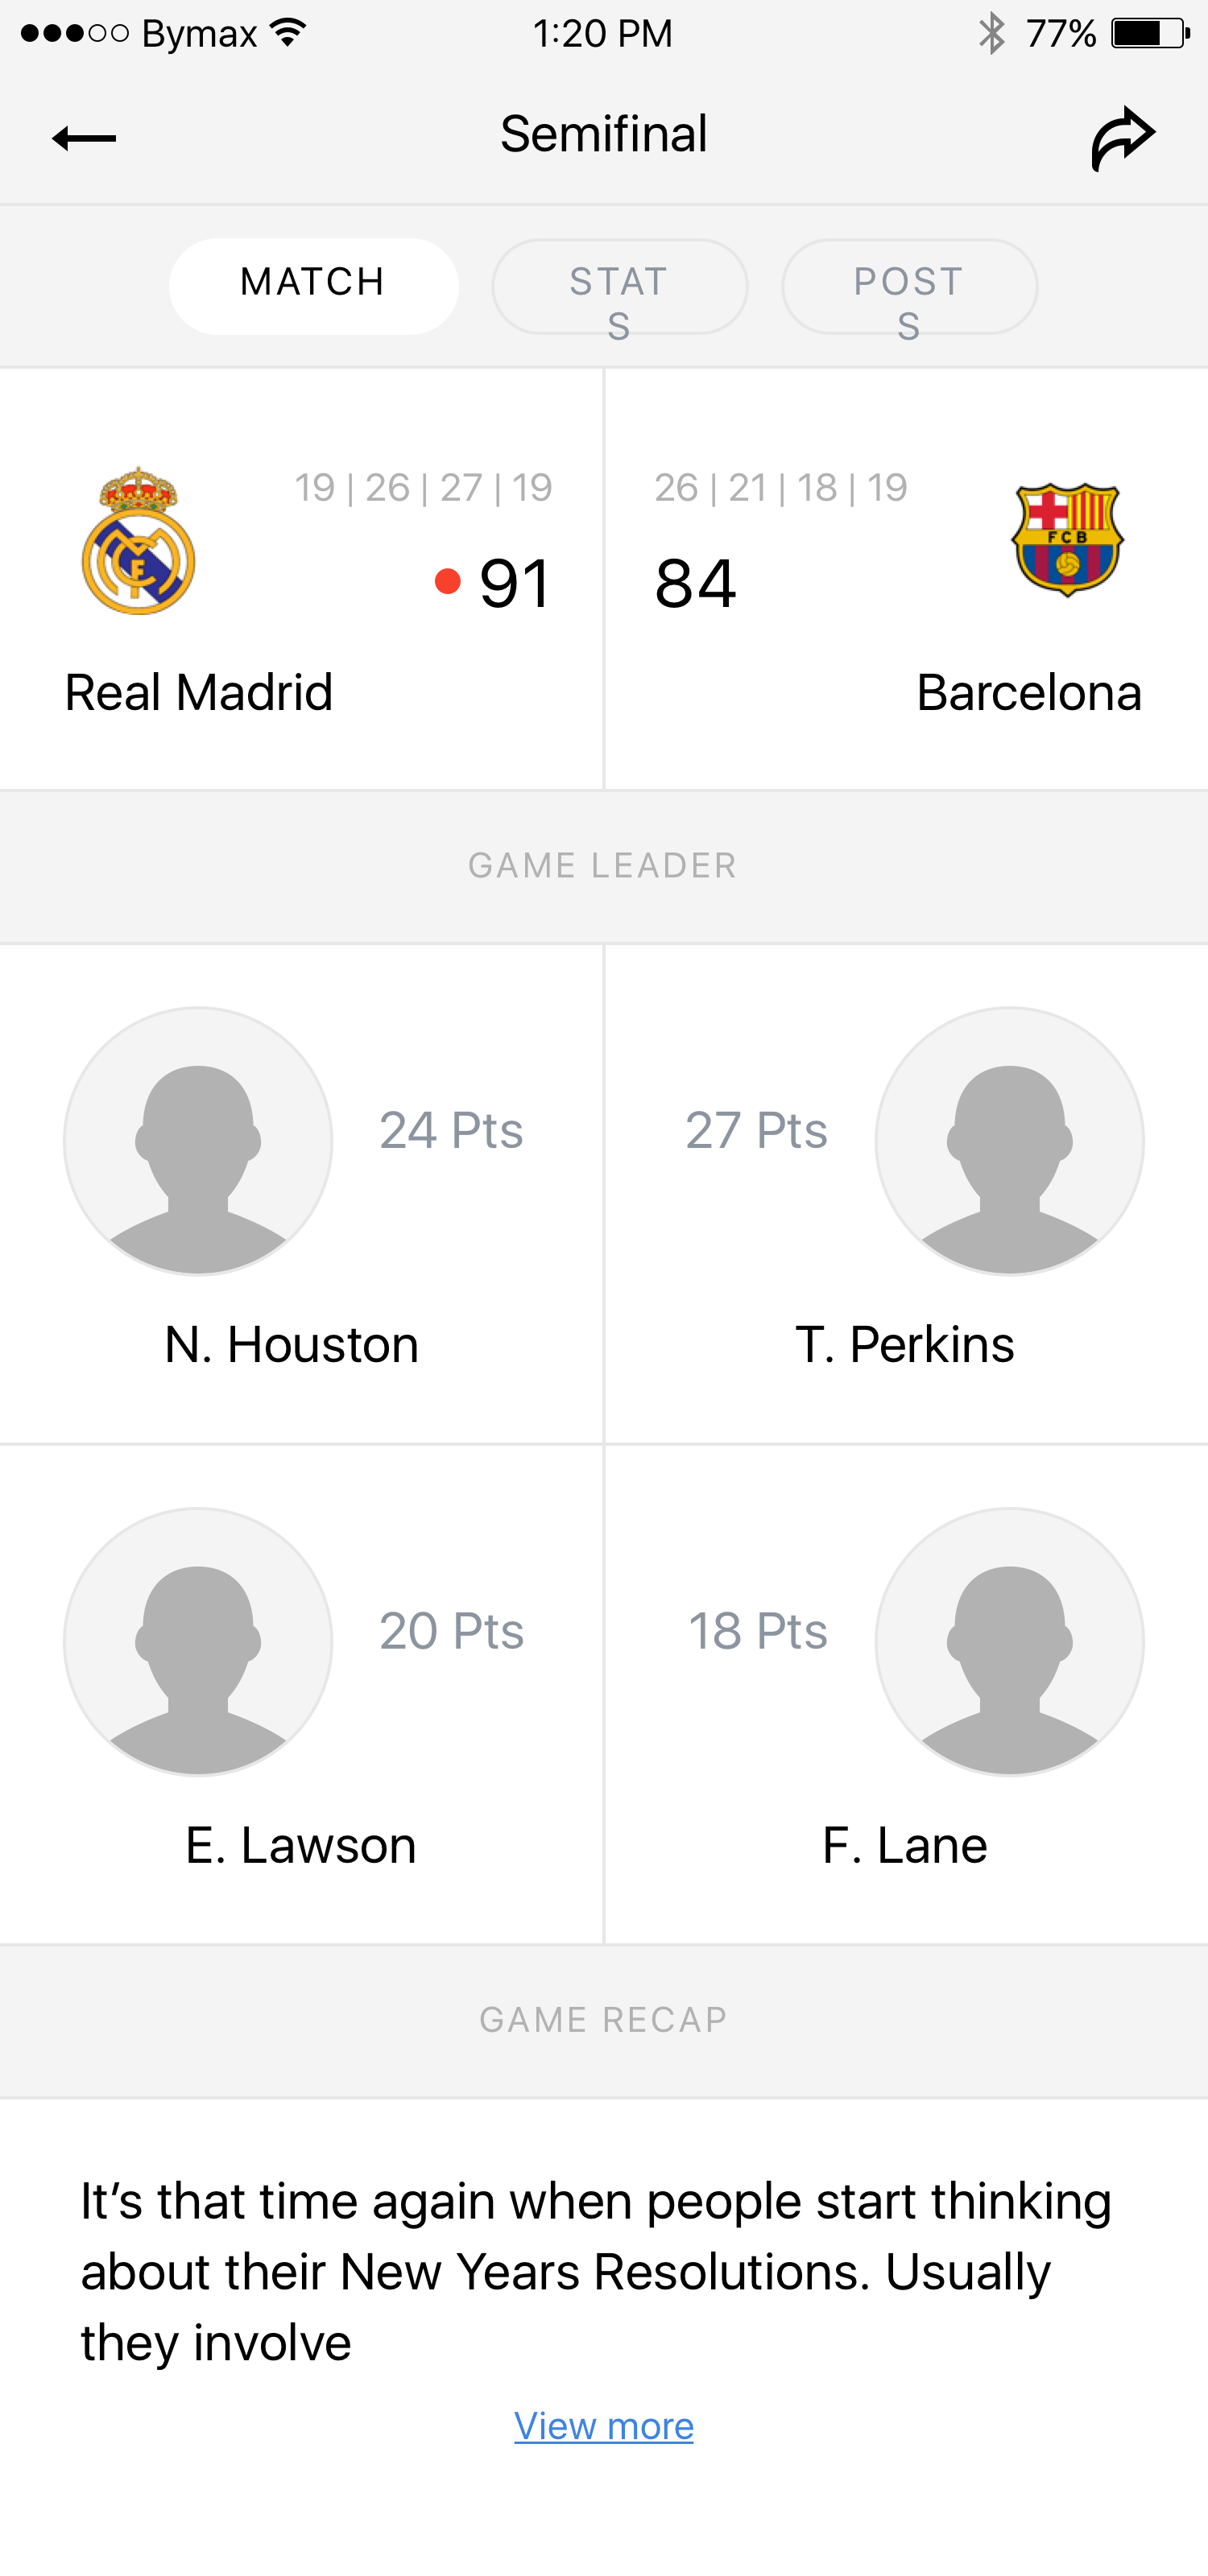 Bymax 1:20 PM 77%
Semifinal
MATCH STAT
S POST
S
19 | 26 | 27 | 19 26 | 21 | 18 | 19
FCB
91 84
Real Madrid Barcelona
GAME LEADER
24 Pts 27 Pts
N. Houston T. Perkins
20 Pts 18 Pts
E. Lawson F. Lane
GAME RECAP
It’s that time again when people start thinking
about their New Years Resolutions. Usually
they involve
View more